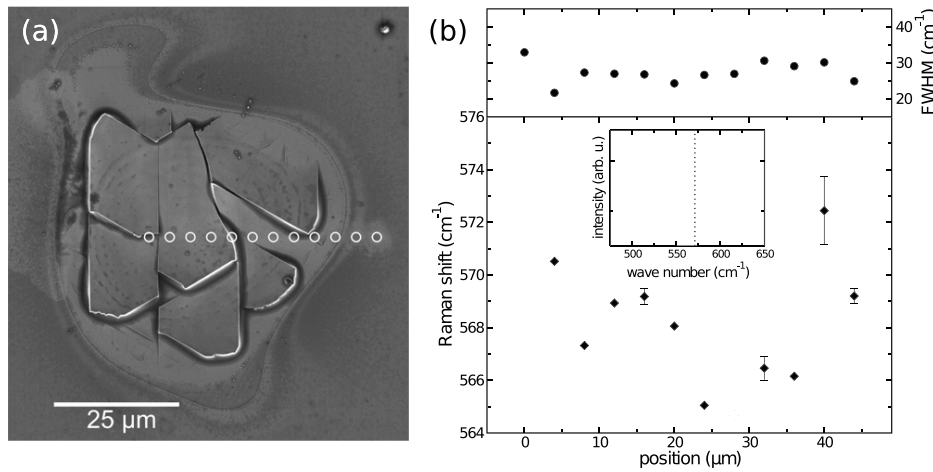 (a)
25 µm
(b)
40
30
20
FWHM (cm-1)
576
574
572
570
568
566
564
Raman shift (cm-1)
intensity (arb. u.)
500 550 600 650
wave number (cm-1)
0 10 20 30 40
position (µm)